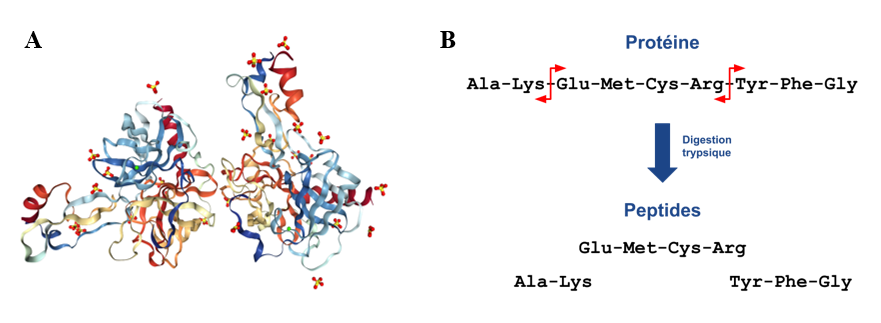 A
B
Protéine
Ala-Lys-Glu-Met-Cys-Arg-Tyr-Phe-Gly
Digestion
trypsique
Peptides
Glu-Met-Cys-Arg
Ala-Lys
Tyr-Phe-Gly